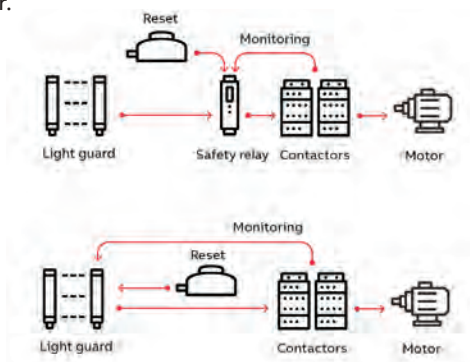 r.
Reset
Monitoring
Light guard
Safety relay
Contactors
Motor
Monitoring
Reset
Light guard
Contactors
Motor